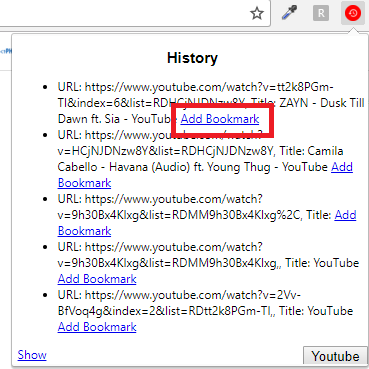 R
History
URL: https://www.youtube.com/watch?v=tt2k8PGm-
TI&index=6&list=RDHCjNJDNzw8Y, Title: ZAYN - Dusk Till
Dawn ft. Sia - YouTube Add Bookmark
URL: https://www.youtube.com/watch?
v=HCjNJDNzw8Y&list=RDHCjNJDNzw8Y, Title: Camila
Cabello - Havana (Audio) ft. Young Thug - YouTube Add
Bookmark
URL: https://www.youtube.com/watch?
v=9h30Bx4Klxg&list=RDMM9h30Bx4Klxg%2C, Title: Add
Bookmark
URL: https://www.youtube.com/watch?
v=9h30Bx4Klxg&list=RDMM9h30Bx4Klxg,, Title: YouTube
Add Bookmark
URL: https://www.youtube.com/watch?v=2Vv-
BfVoq4g&index=2&list=RDtt2k8PGm-TI,, Title: YouTube
Add Bookmark
Show
Youtube